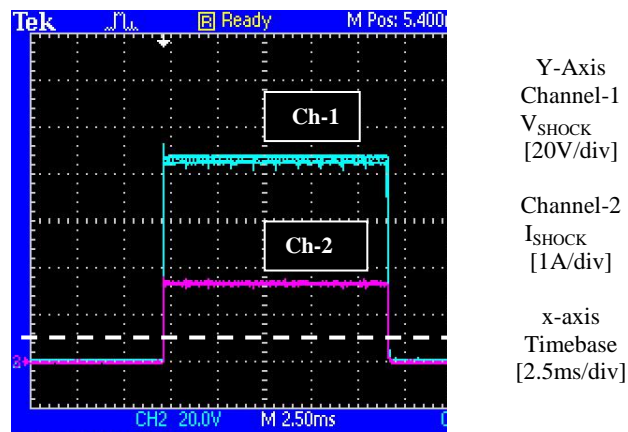 Tek R Ready M Pos: 5.400
Ch-1
Ch-2
2
CH2 20.0V M 2.50ms
Y-Axis
Channel-1
VSHOCK
[20V/div]
Channel-2
ISHOCK
[1A/div]
x-axis
Timebase
[2.5ms/div]